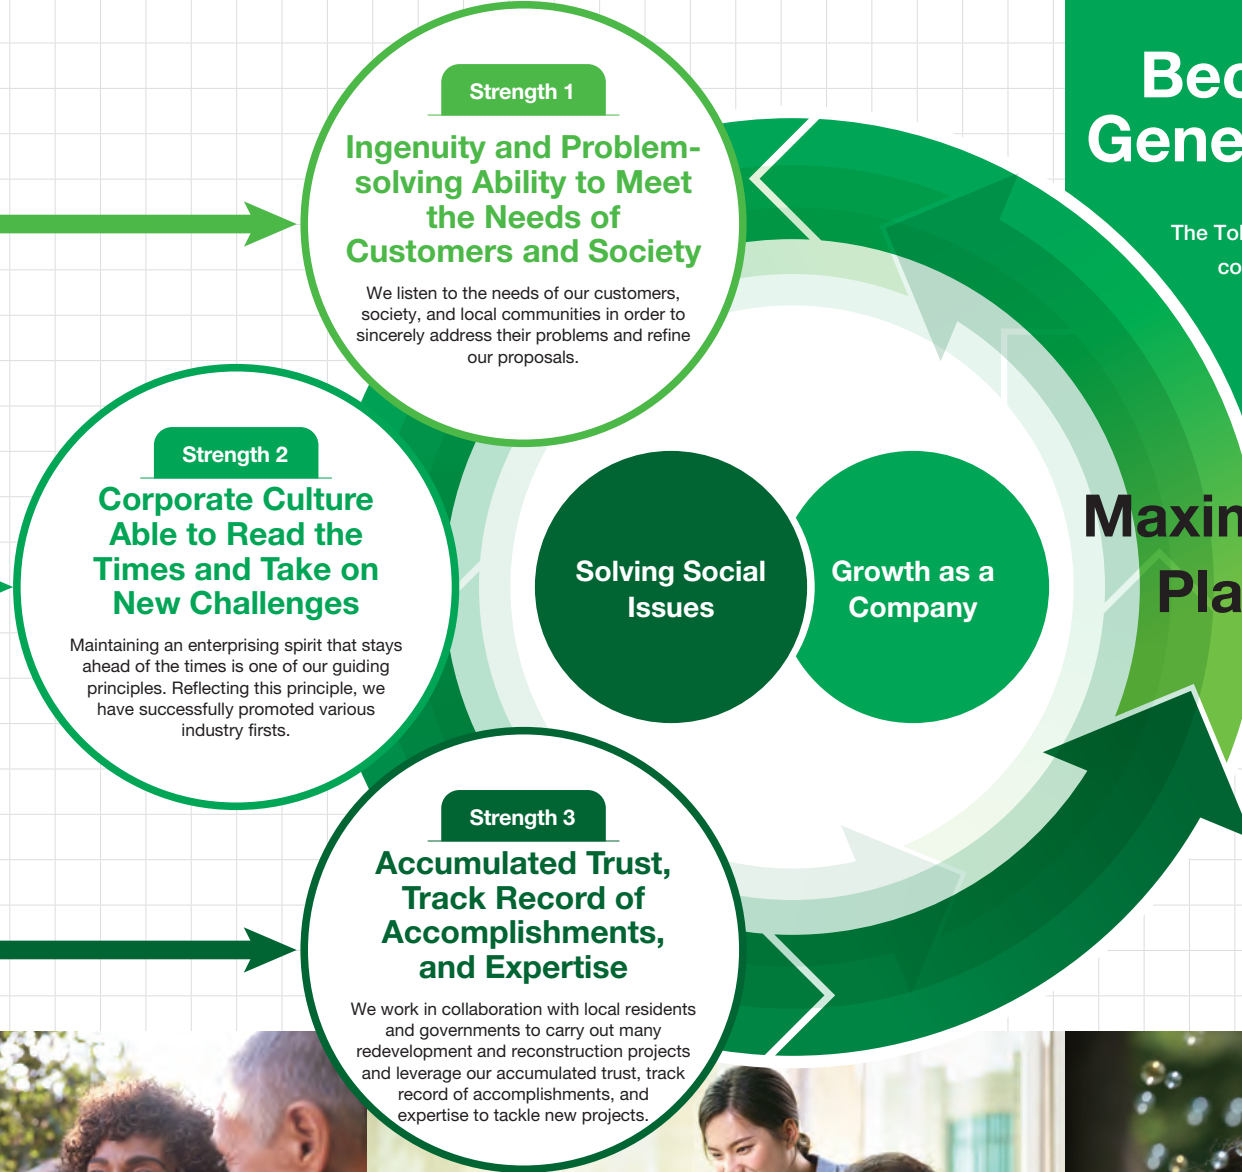 Strength 1
Ingenuity and Problem-
solving Ability to Meet
the Needs of
Customers and Society
We listen to the needs of our customers,
society, and local communities in order to
sincerely address their problems and refine
our proposals.
Strength 2
Corporate Culture
Able to Read the
Times and Take on
New Challenges
Maintaining an enterprising spirit that stays
ahead of the times is one of our guiding
principles. Reflecting this principle, we
have successfully promoted various
industry firsts.
Strength 3
Accumulated Trust,
Track Record of
Accomplishments,
and Expertise
We work in collaboration with local residents
and governments to carry out many
redevelopment and reconstruction projects
and leverage our accumulated trust, track
record of accomplishments, and
expertise to tackle new projects.
Solving Social
Issues
Growth as a
Company
The